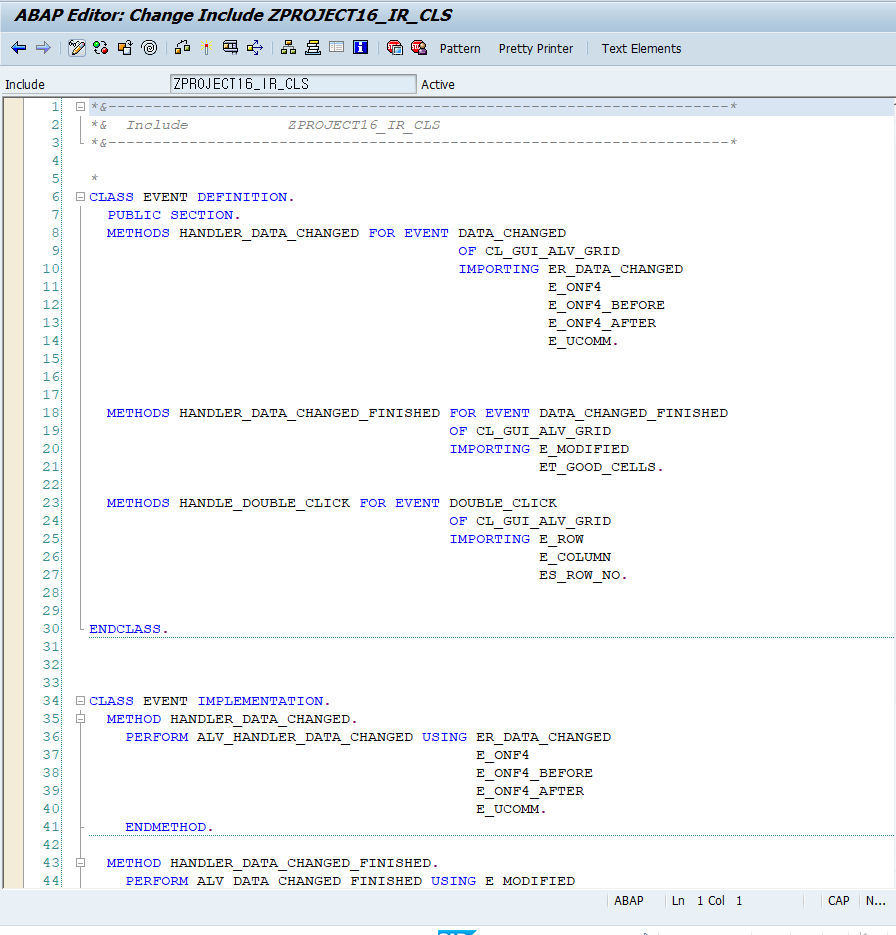 ABAP Editor: Change Include ZPROJECT16_IR_CLS
Pattern Pretty Printer Text Elements
Include ZPROJECT16_IR_CLS Active
1 *&---------------------------------------------------------------------*
2 *& Include ZPROJECT16_IR_CLS
3 *&---------------------------------------------------------------------*
4
5 *
6 CLASS EVENT DEFINITION.
7 PUBLIC SECTION.
8 METHODS HANDLER_DATA_CHANGED FOR EVENT DATA_CHANGED
9 OF CL_GUI_ALV_GRID
10 IMPORTING ER_DATA_CHANGED
11 E_ONF4
12 E_ONF4_BEFORE
13 E_ONF4_AFTER
14 E_UCOMM.
15
16
17
18 METHODS HANDLER_DATA_CHANGED_FINISHED FOR EVENT DATA_CHANGED_FINISHED
19 OF CL_GUI_ALV_GRID
20 IMPORTING E_MODIFIED
21 ET_GOOD_CELLS.
22
23 METHODS HANDLE_DOUBLE_CLICK FOR EVENT DOUBLE_CLICK
24 OF CL_GUI_ALV_GRID
25 IMPORTING E_ROW
26 E_COLUMN
27 ES_ROW_NO.
28
29
30 ENDCLASS.
31
32
33
34 CLASS EVENT IMPLEMENTATION.
35 METHOD HANDLER_DATA_CHANGED.
36 PERFORM ALV_HANDLER_DATA_CHANGED USING ER_DATA_CHANGED
37 E_ONF4
38 E_ONF4_BEFORE
39 E_ONF4_AFTER
40 E_UCOMM.
41 ENDMETHOD.
42
43 METHOD HANDLER_DATA_CHANGED_FINISHED.
44 PERFORM ALV_DATA_CHANGED_FINISHED USING E_MODIFIED
ABAP Ln 1 Col 1 CAP N...